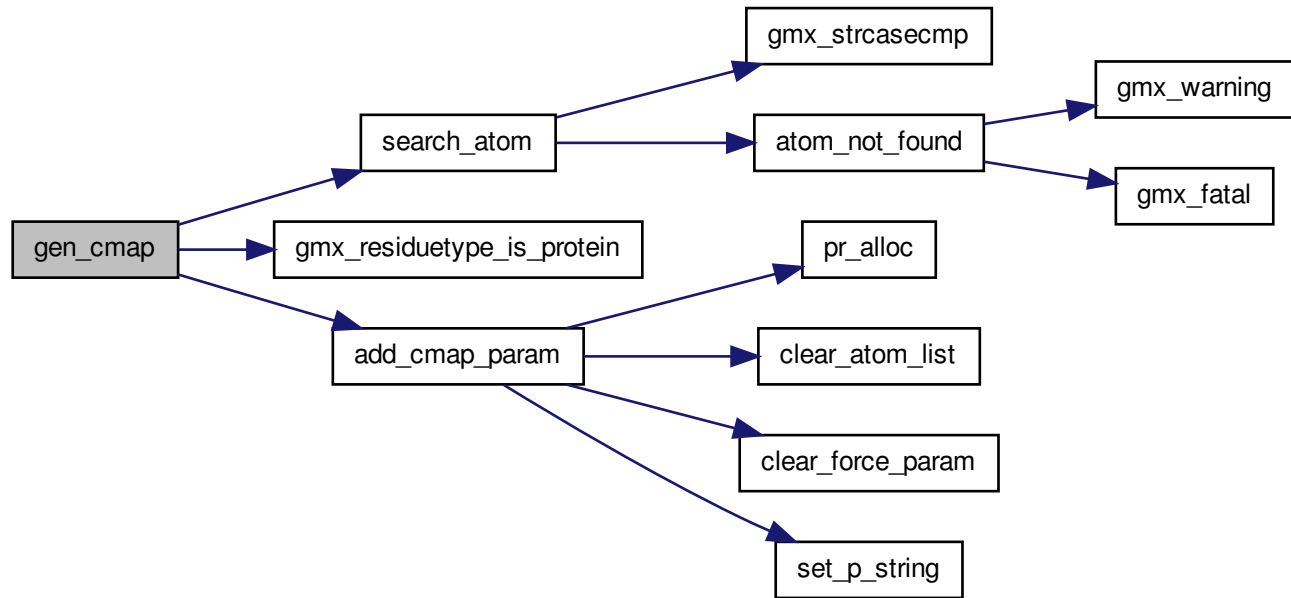 gmx_strcasecmp
gmx_warning
search_atom
atom_not_found
gmx_fatal
gen_cmap
gmx_residuetype_is_protein
pr_alloc
add_cmap_param
clear_atom_list
clear_force_param
set_p_string